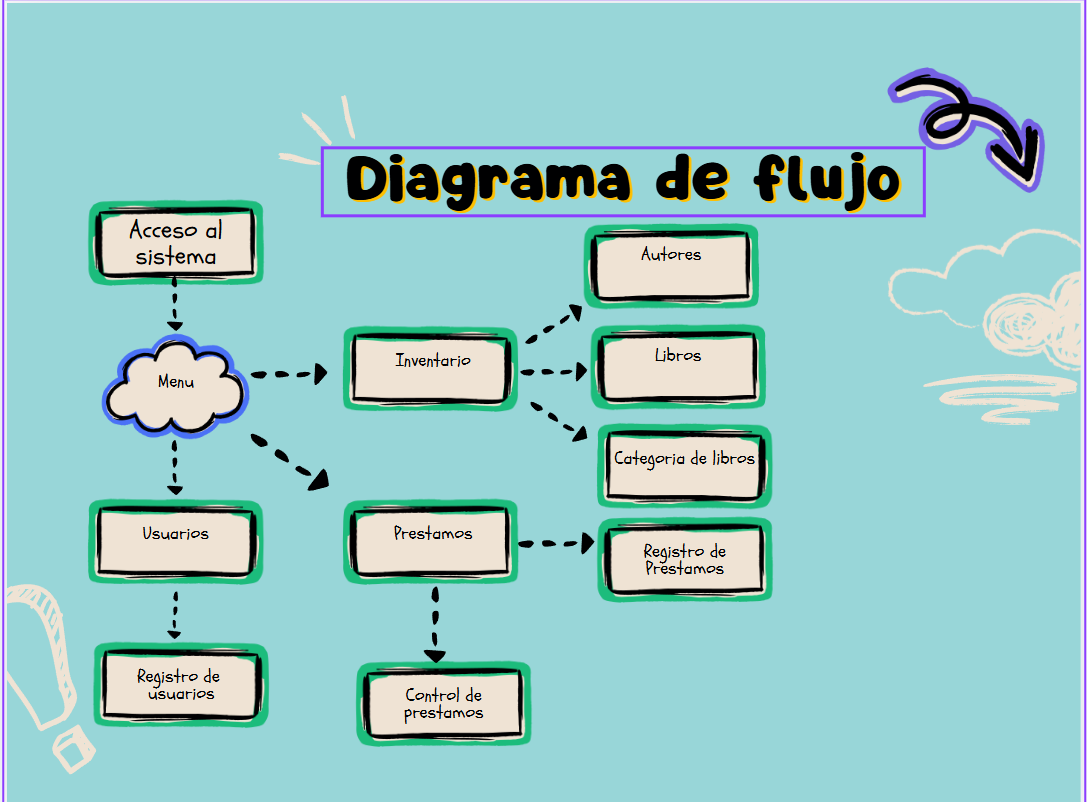 Diagrama de flujo
Acceso al
sistema
Autores
Menu
Inventario
Libros
Categoria de libros
Usuarios
Prestamos
Registro de
Prestamos
Registro de
usuarios
Control de
prestamos